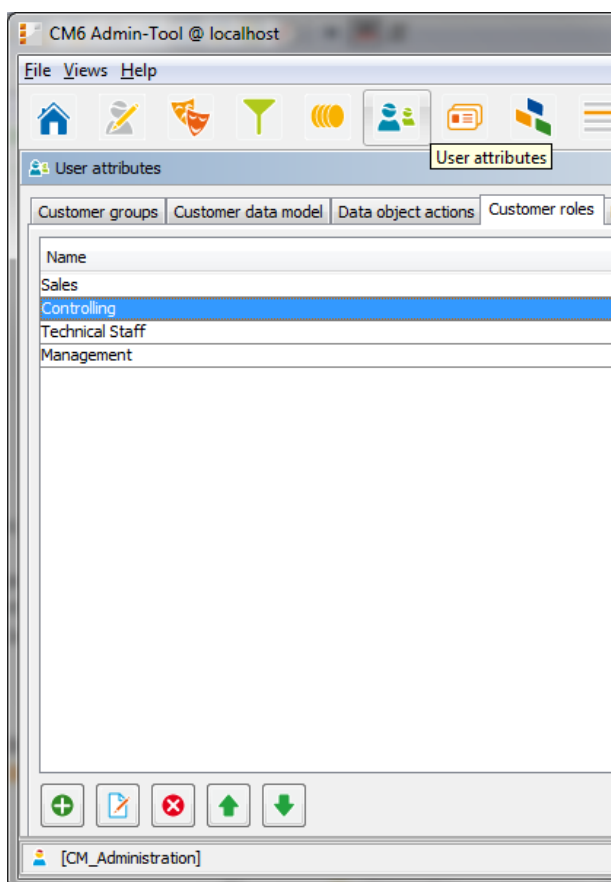 CM6 Admin-Tool @ localhost
File Views Help
User attributes
User attributes
Customer groups Customer data model Data object actions Customer roles
Name
Sales
Controlling
Technical Staff
Management
[CM_Administration]